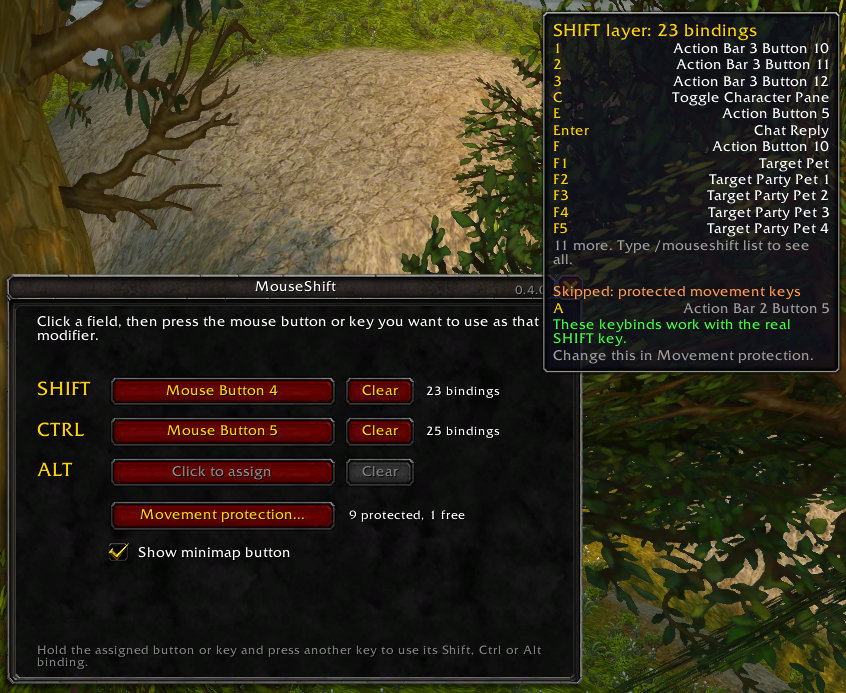 SHIFT layer: 23 bindings
1 Action Bar 3 Button 10
2 Action Bar 3 Button 11
3 Action Bar 3 Button 12
C Toggle Character Pane
E Action Button 5
Enter Chat Reply
F Action Button 10
F1 Target Pet
F2 Target Party Pet 1
F3 Target Party Pet 2
F4 Target Party Pet 3
F5 Target Party Pet 4
11 more. Type /mouseshift list to see
all.
Skipped: protected movement keys
A Action Bar 2 Button 5
These keybinds work with the real
SHIFT key.
Change this in Movement protection.
MouseShift
0.4.0
Click a field, then press the mouse button or key you want to use as that
modifier.
SHIFT Mouse Button 4 Clear 23 bindings
CTRL Mouse Button 5 Clear 25 bindings
ALT Click to assign Clear
Movement protection... 9 protected, 1 free
Show minimap button
Hold the assigned button or key and press another key to use its Shift, Ctrl or Alt
binding.